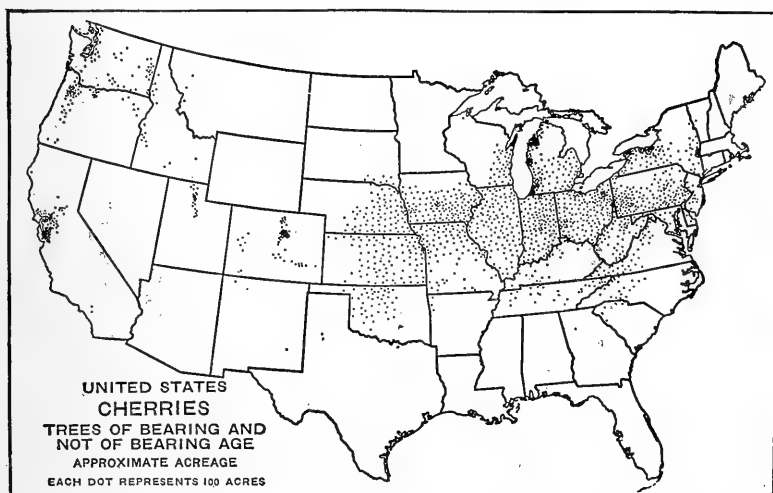 UNITED STATES
CHERRIES
TREES OF BEARING AND
NOT OF BEARING AGE
APPROXIMATE ACREAGE
EACH DOT REPRESENTS 100 ACRES